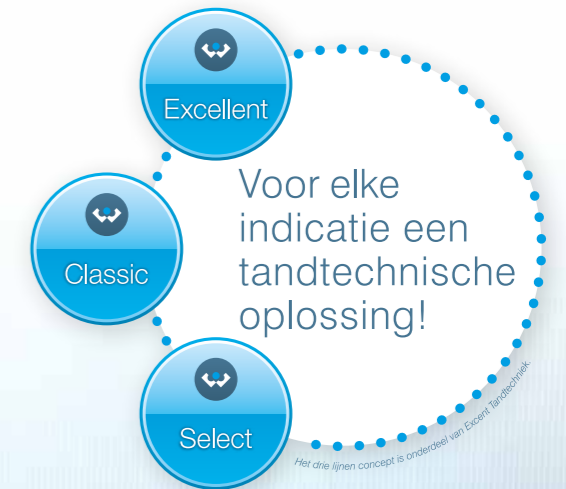 Excellent
Classic
Select
Voor elke
indicatie een
tandtechnische
oplossing!
Het drie lijnen concept is onderdeel van Excent Tandtechniek.